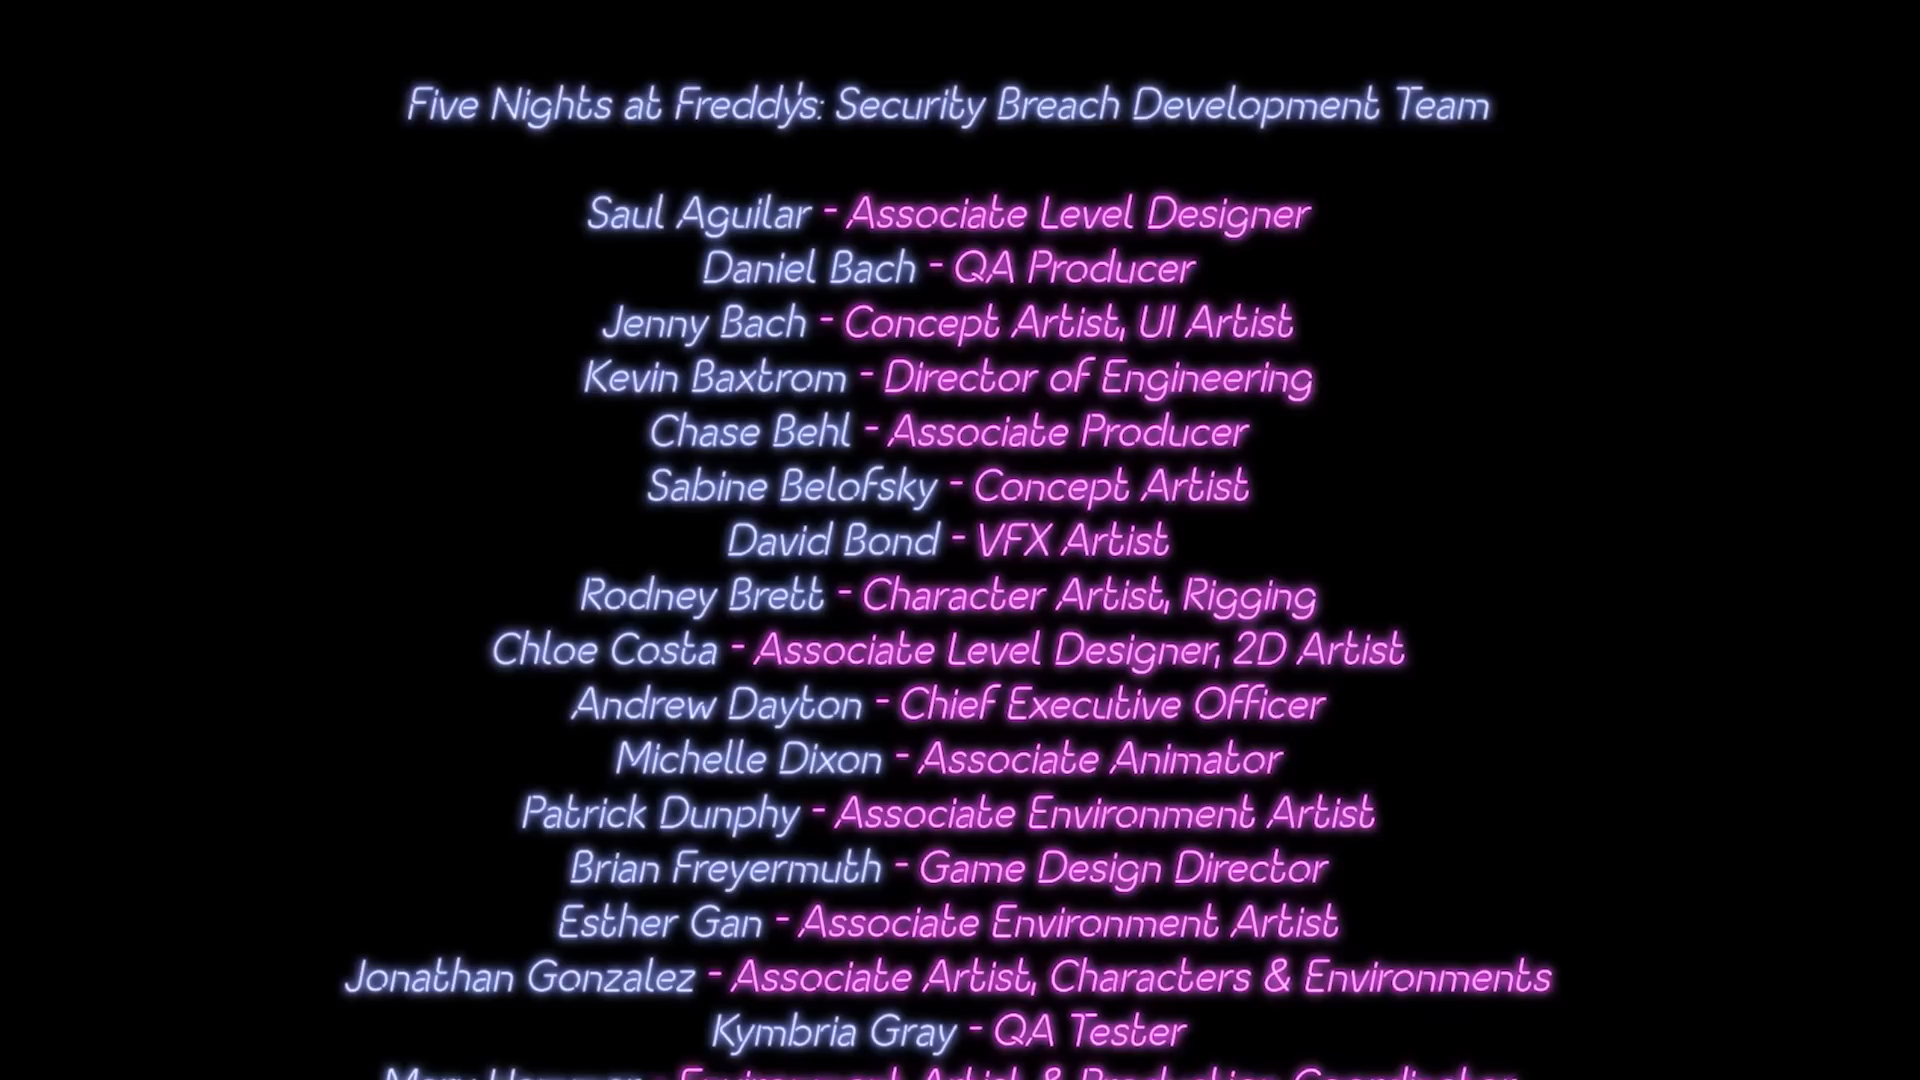 Five Nights at Freddy's: Security Breach Development Team
Saul Aguilar - Associate Level Designer
Daniel Bach - QA Producer
Jenny Bach - Concept Artist, UI Artist
Kevin Baxtrom - Director of Engineering
Chase Behl - Associate Producer
Sabine Belofsky - Concept Artist
David Bond - VFX Artist
Rodney Brett - Character Artist, Rigging
Chloe Costa - Associate Level Designer, 2D Artist
Andrew Dayton - Chief Executive Officer
Michelle Dixon - Associate Animator
Patrick Dunphy - Associate Environment Artist
Brian Freyermuth - Game Design Director
Esther Gan - Associate Environment Artist
Jonathan Gonzalez - Associate Artist, Characters & Environments
Kymbria Gray - QA Tester
- Environment Artist & Production Coordinator